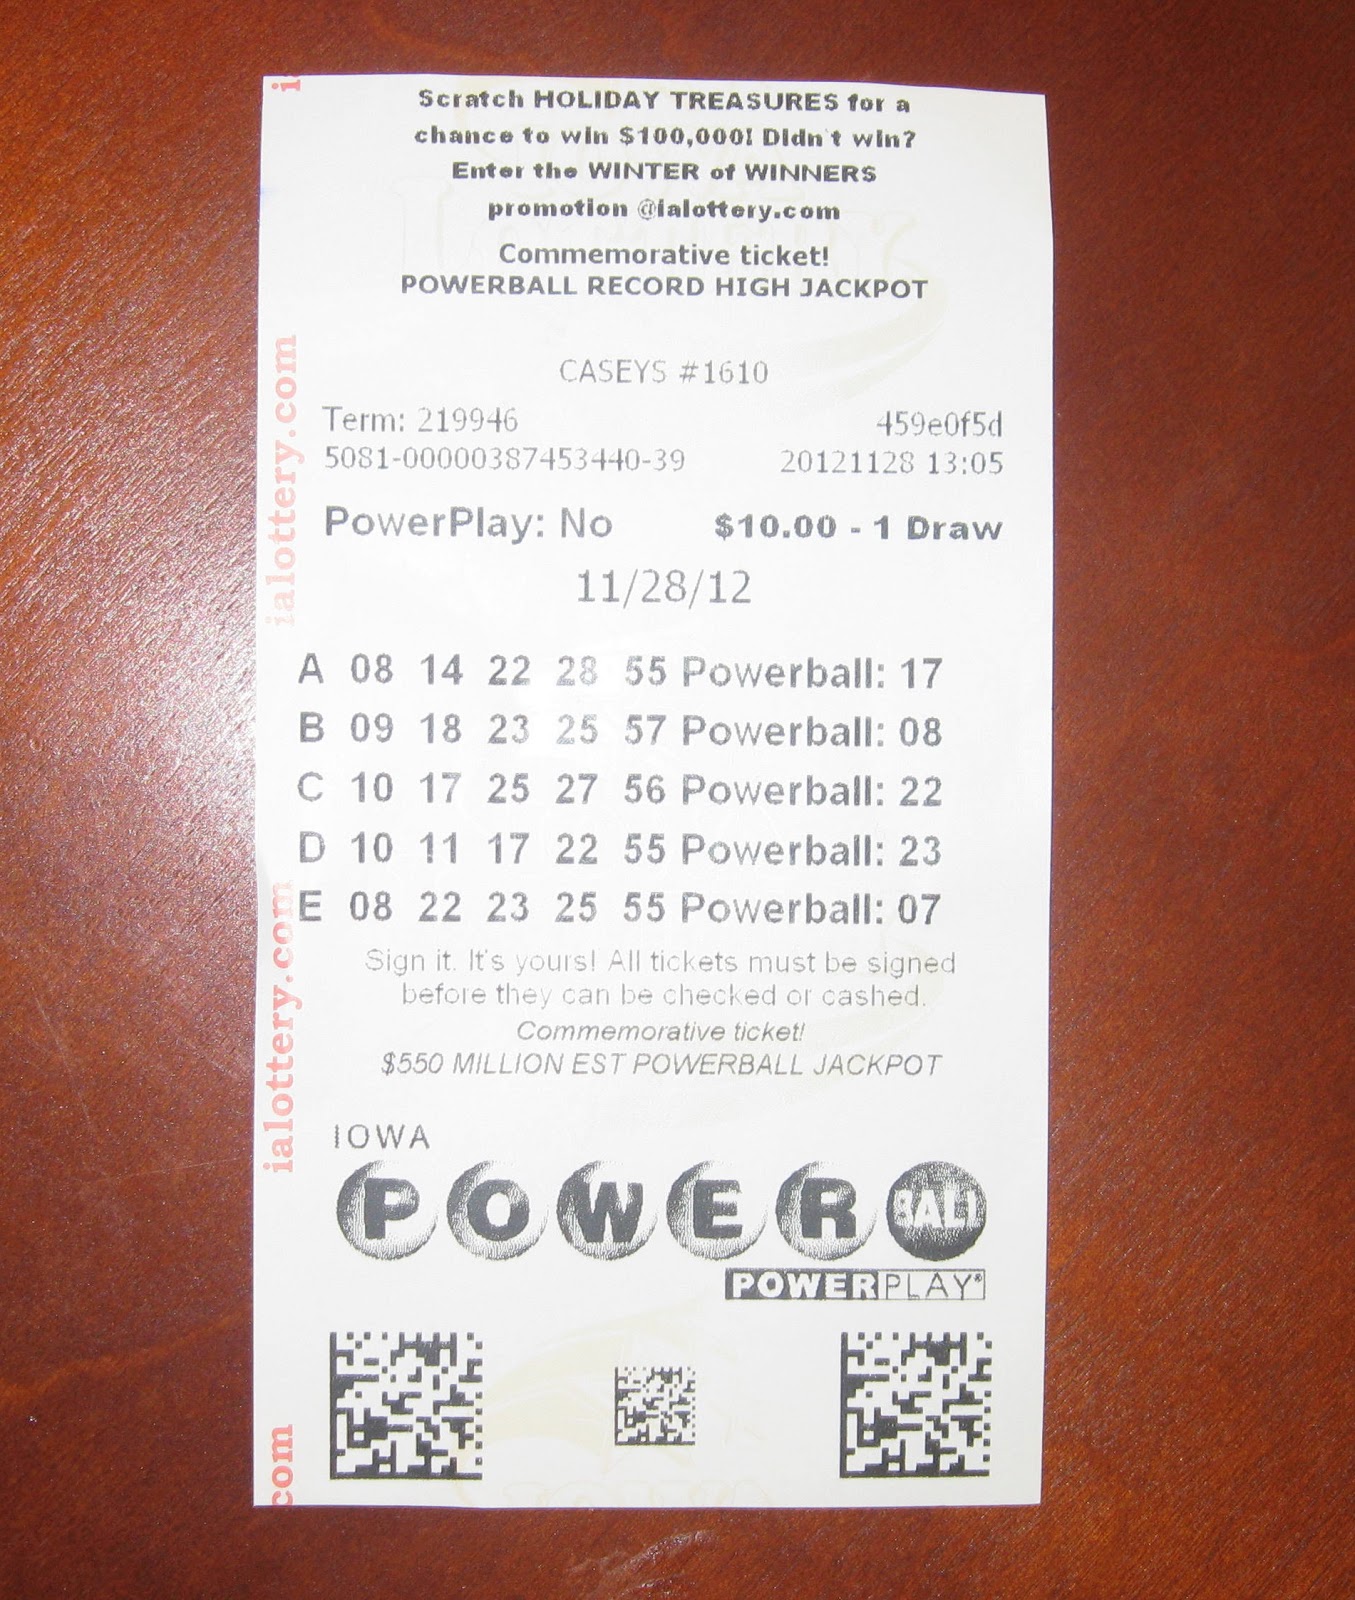 Scratch HOLIDAY TREASURES for a
chance to win $100,000! Didn't win?
Enter the WINTER of WINNERS
promotion @ialottery.com
Commemorative ticket!
POWERBALL RECORD HIGH JACKPOT
CASEYS #1610
Term: 219946 459e0f5d
5081-00000387453440-39 20121128 13:05
PowerPlay: No $10.00 - 1 Draw
11/28/12
A 08 14 22 28 55 Powerball: 17
B 09 18 23 25 57 Powerball: 08
C 10 17 25 27 56 Powerball: 22
D 10 11 17 22 55 Powerball: 23
E 08 22 23 25 55 Powerball: 07
Sign it. It's yours! All tickets must be signed
before they can be checked or cashed.
Commemorative ticket!
$550 MILLION EST POWERBALL JACKPOT
IOWA
POWERBALL
POWERPLAY®
ialottery.com
ialottery.com
com